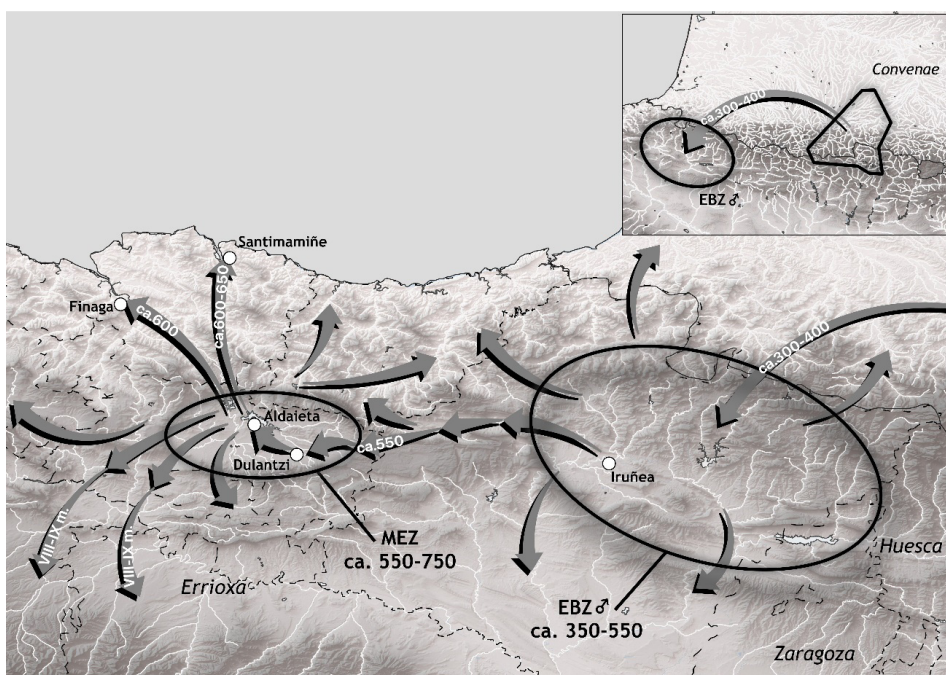 Convenae
ca.300-400
EBZ♂
Santimamiñe
Finaga
ca.600
ca.600-650
ca.300-400
Aldaieta
ca.550
Dulantzi
Iruñea
MEZ
ca. 550-750
VIII-IX m.
VIII-IX m.
Errioxa
EBZ♂
ca. 350-550
Huesca
Zaragoza